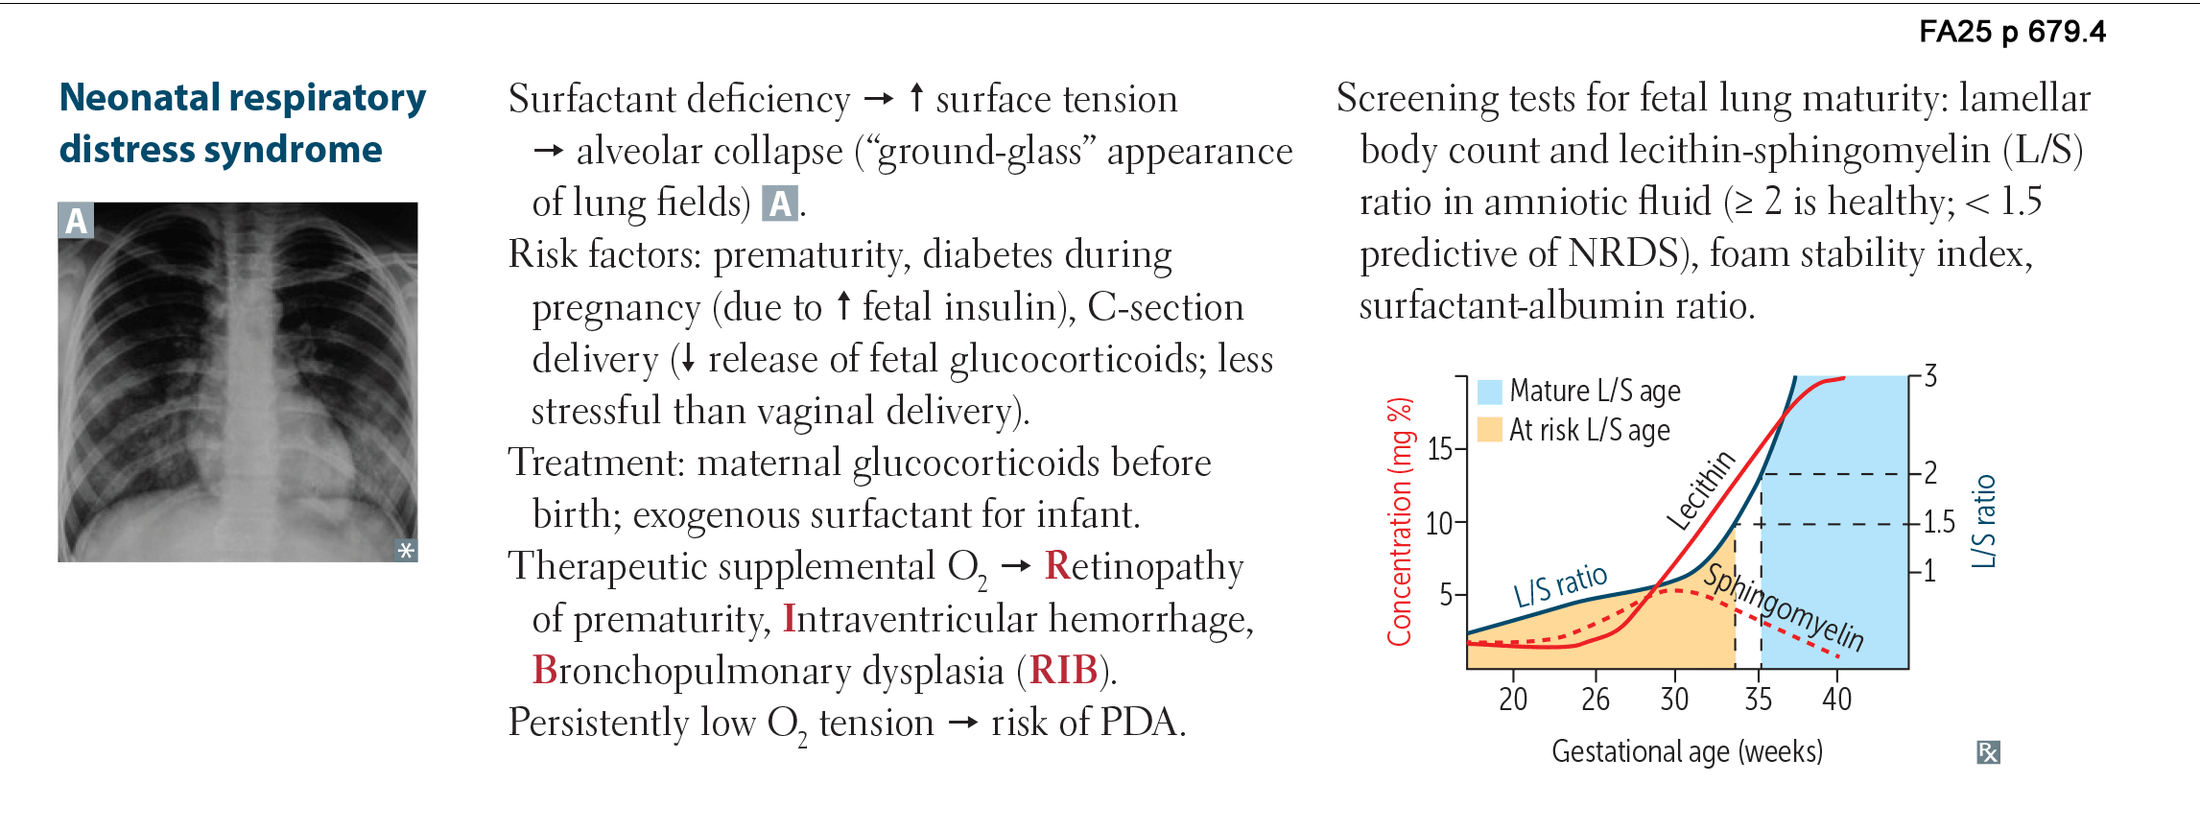 FA25 p 679.4
Neonatal respiratory
distress syndrome
A
*
Surfactant deficiency → ↑ surface tension
→ alveolar collapse (“ground-glass” appearance
of lung fields) A.
Risk factors: prematurity, diabetes during
pregnancy (due to ↑ fetal insulin), C-section
delivery (↓ release of fetal glucocorticoids; less
stressful than vaginal delivery).
Treatment: maternal glucocorticoids before
birth; exogenous surfactant for infant.
Therapeutic supplemental O₂ → Retinopathy
of prematurity, Intraventricular hemorrhage,
Bronchopulmonary dysplasia (RIB).
Persistently low O₂ tension → risk of PDA.
Screening tests for fetal lung maturity: lamellar
body count and lecithin-sphingomyelin (L/S)
ratio in amniotic fluid (≥ 2 is healthy; < 1.5
predictive of NRDS), foam stability index,
surfactant-albumin ratio.
Mature L/S age
At risk L/S age
Concentration (mg %)
15
10
5
Lecithin
L/S ratio
Sphingomyelin
3
2
1.5
1
L/S ratio
20 26 30 35 40
Gestational age (weeks)
Rx